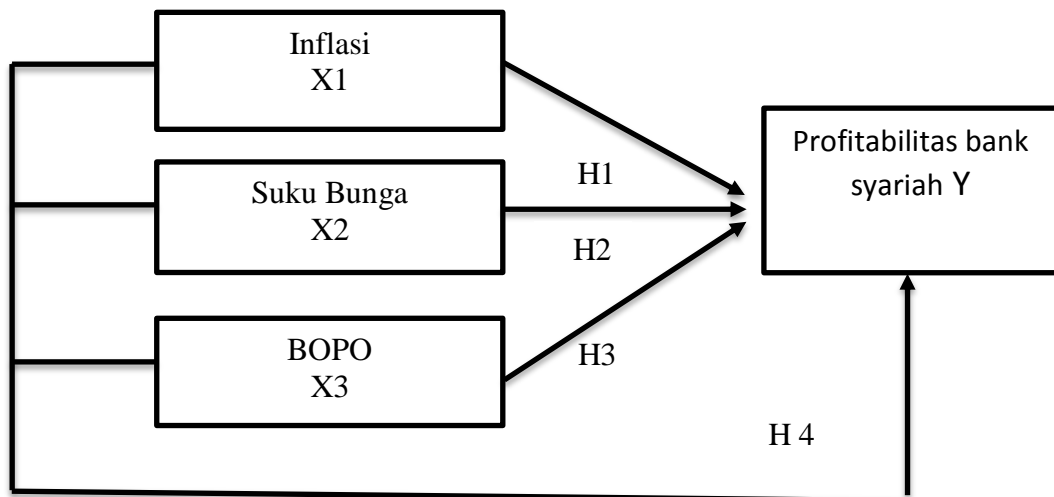 Inflasi
X1
Profitabilitas bank
syariah Y
H1
Suku Bunga
X2
H2
BOPO
X3
H3
H 4